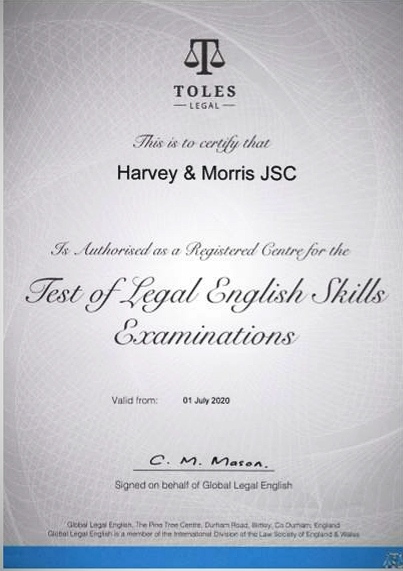 TOLES
LEGAL
This is to certify that
Harvey & Morris JSC
Is Authorised as a Registered Centre for the
Test of Legal English Skills
Examinations
Valid from: 01 July 2020
C. M. Mason.
Signed on behalf of Global Legal English
Global Legal English, The Pine Tree Centre, Durham Road, Birtley, Co Durham, England
Global Legal English is a member of the International Division of the Law Society of England & Wales